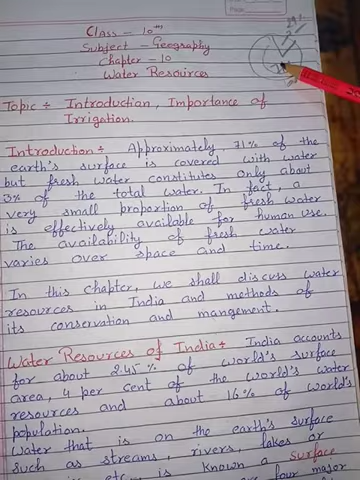 Class - 10th
Subject - Geography
Chapter - 10
Water Resources
Topic ÷ Introduction, Importance of
Irrigation.
Introduction ÷ Approximately 71% of the
earth's surface is covered with water
but fresh water constitutes only about
3% of the total water. In fact, a
very small proportion of fresh water
is effectively available for human use.
The availability of fresh water
varies over space and time.
In this chapter, we shall discuss water
resources in India and methods of
its conservation and mangement.
Water Resources of India ÷ India accounts
for about 2.45% of world's surface
area, 4 per cent of the world's water
resources and about 16% of world's
population.
Water that is on the earth's surface
such as streams, rivers, lakes or
etc. is known a surface
four major